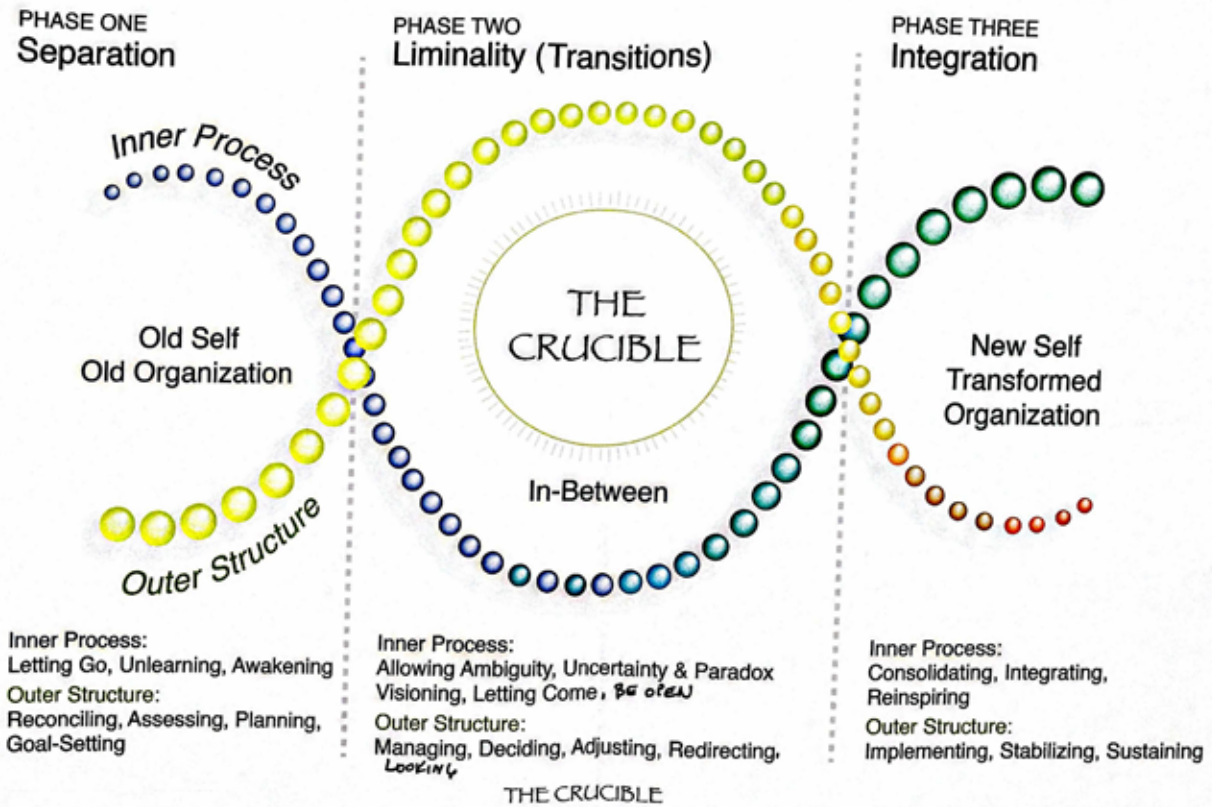 PHASE ONE
Separation
PHASE TWO
Liminality (Transitions)
PHASE THREE
Integration
Inner Process
Old Self
Old Organization
Outer Structure
THE
CRUCIBLE
In-Between
New Self
Transformed
Organization
Inner Process:
Letting Go, Unlearning, Awakening
Outer Structure:
Reconciling, Assessing, Planning,
Goal-Setting
Inner Process:
Allowing Ambiguity, Uncertainty & Paradox
Visioning, Letting Come, BE OPEN
Outer Structure:
Managing, Deciding, Adjusting, Redirecting,
LOOKING
Inner Process:
Consolidating, Integrating,
Reinspiring
Outer Structure:
Implementing, Stabilizing, Sustaining
THE CRUCIBLE